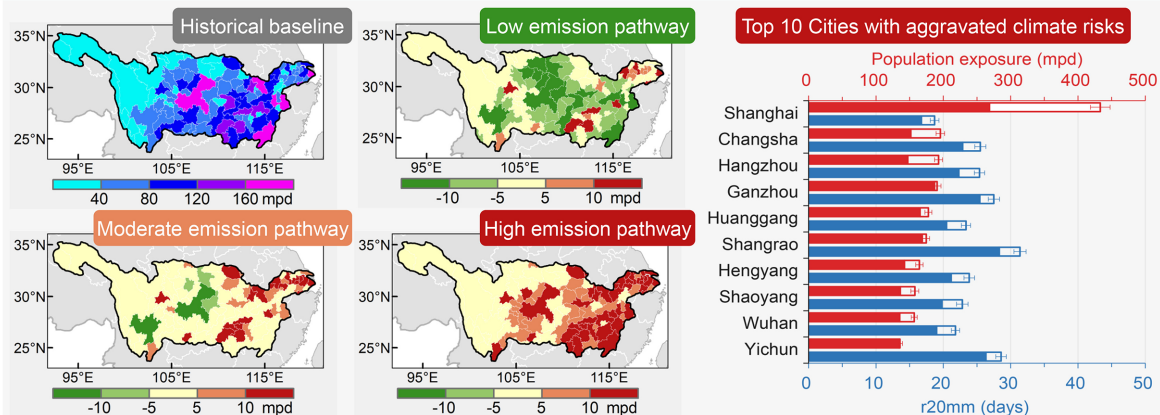 Historical baseline
35°N
30°N
25°N
95°E 105°E 115°E
40 80 120 160 mpd
Low emission pathway
35°N
30°N
25°N
95°E 105°E 115°E
-10 -5 5 10 mpd
Moderate emission pathway
35°N
30°N
25°N
95°E 105°E 115°E
-10 -5 5 10 mpd
High emission pathway
35°N
30°N
25°N
95°E 105°E 115°E
-10 -5 5 10 mpd
Top 10 Cities with aggravated climate risks
Population exposure (mpd)
0 100 200 300 400 500
Shanghai
Changsha
Hangzhou
Ganzhou
Huanggang
Shangrao
Hengyang
Shaoyang
Wuhan
Yichun
0 10 20 30 40 50
r20mm (days)